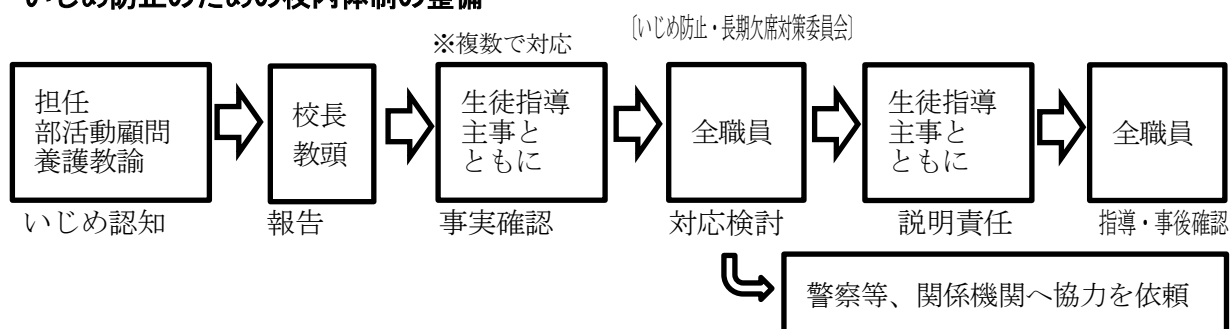 いじめ防止のための校内体制の整備
※複数で対応
〔いじめ防止・長期欠席対策委員会〕
担任
部活動顧問
養護教諭
校長
教頭
生徒指導
主事と
ともに
全職員
生徒指導
主事と
ともに
全職員
いじめ認知
報告
事実確認
対応検討
説明責任
指導・事後確認
警察等、関係機関へ協力を依頼